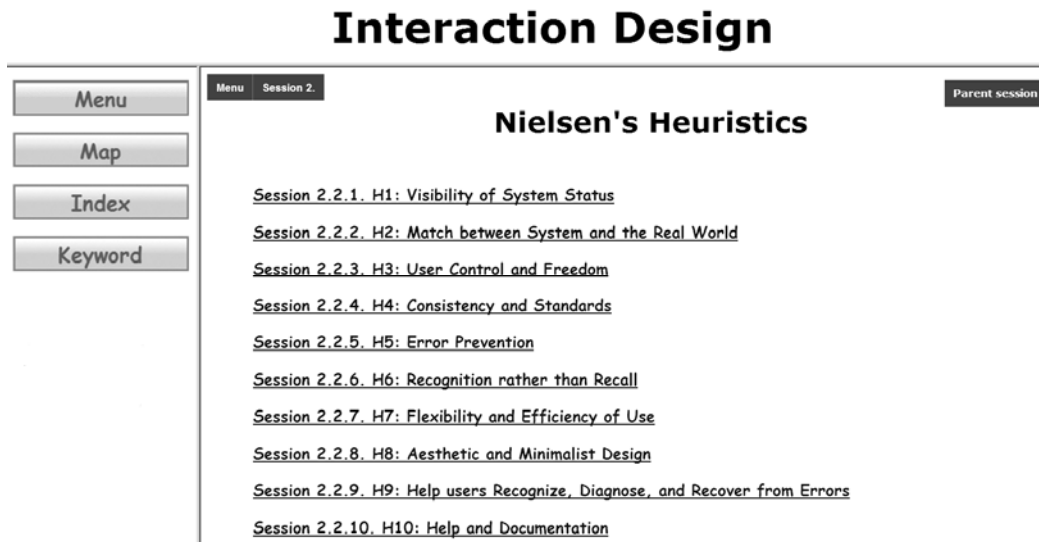 Interaction Design
Menu
Map
Index
Keyword
Menu Session 2.
Parent session
Nielsen's Heuristics
Session 2.2.1. H1: Visibility of System Status
Session 2.2.2. H2: Match between System and the Real World
Session 2.2.3. H3: User Control and Freedom
Session 2.2.4. H4: Consistency and Standards
Session 2.2.5. H5: Error Prevention
Session 2.2.6. H6: Recognition rather than Recall
Session 2.2.7. H7: Flexibility and Efficiency of Use
Session 2.2.8. H8: Aesthetic and Minimalist Design
Session 2.2.9. H9: Help users Recognize, Diagnose, and Recover from Errors
Session 2.2.10. H10: Help and Documentation